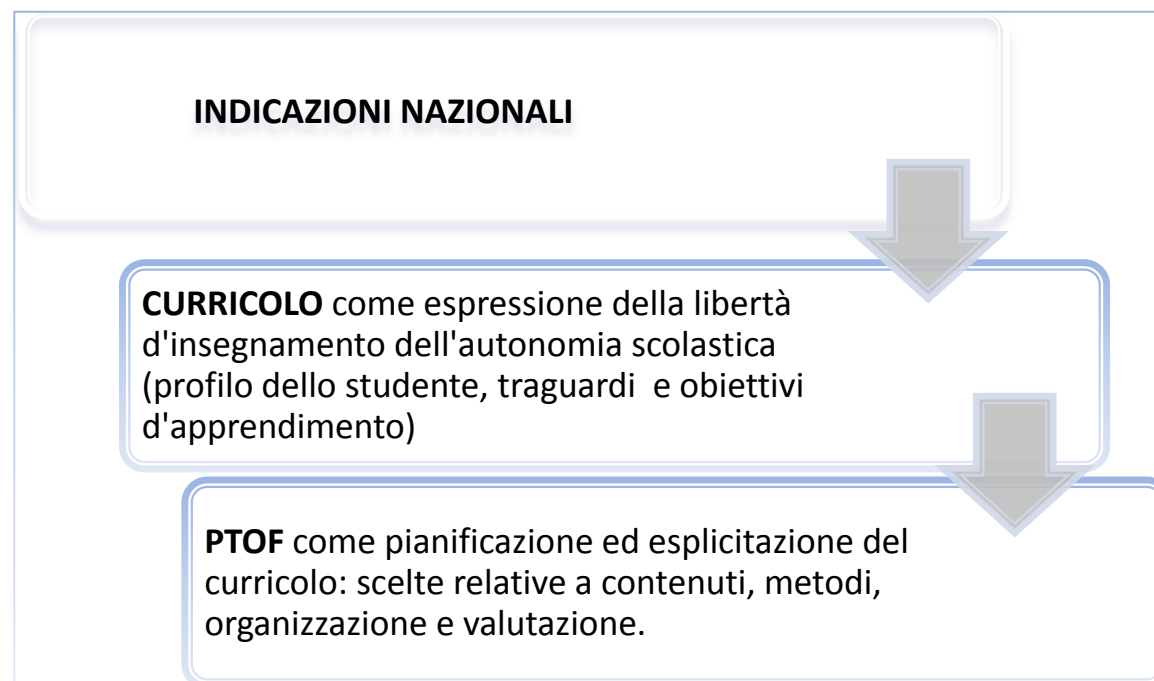 INDICAZIONI NAZIONALI
CURRICOLO come espressione della libertà
d'insegnamento dell'autonomia scolastica
(profilo dello studente, traguardi  e obiettivi
d'apprendimento)
PTOF come pianificazione ed esplicitazione del
curricolo: scelte relative a contenuti, metodi,
organizzazione e valutazione.